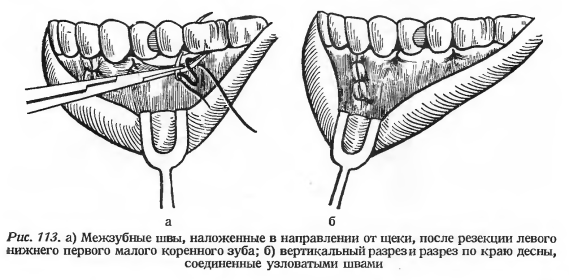 а
б
Рис. 113. а) Межзубные швы, наложенные в направлении от щеки, после резекции левого
нижнего первого малого коренного зуба; б) вертикальный разрез и разрез по краю десны,
соединенные узловатыми швами